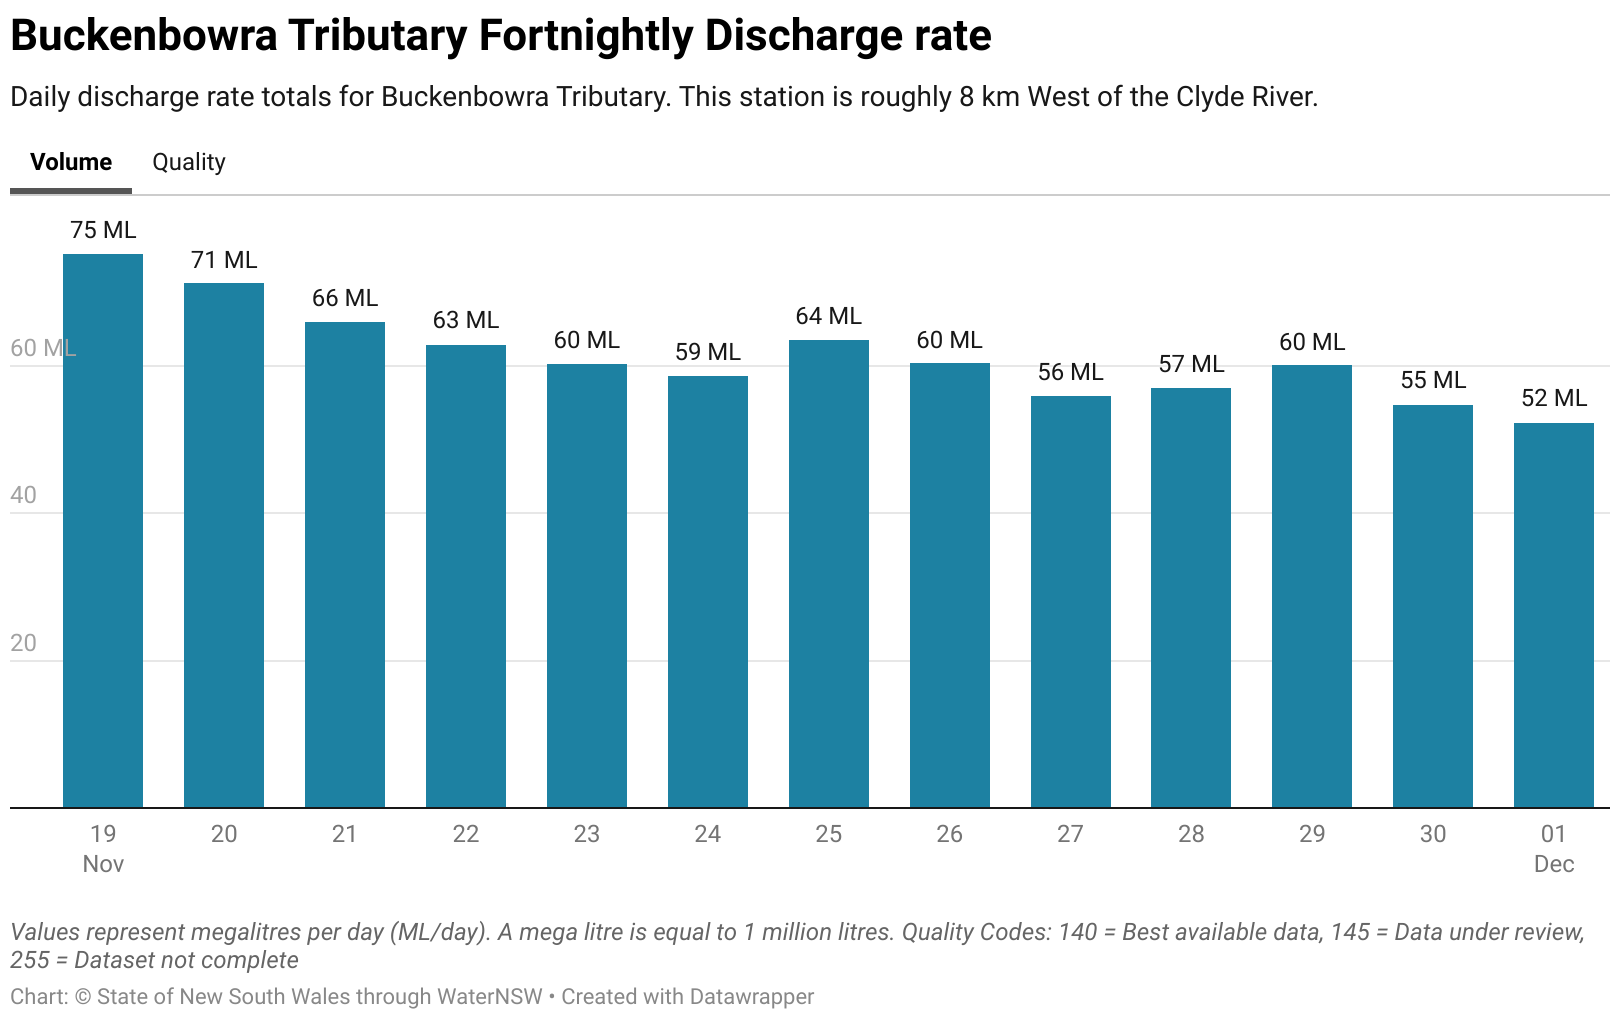 Buckenbowra Tributary Fortnightly Discharge rate
Daily discharge rate totals for Buckenbowra Tributary. This station is roughly 8 km West of the Clyde River.
Volume Quality
75 ML
71 ML
66 ML
63 ML
60 ML
59 ML
64 ML
60 ML
56 ML
57 ML
60 ML
55 ML
52 ML
60 ML
40
20
19 20 21 22 23 24 25 26 27 28 29 30 01
Nov Dec
Values represent megalitres per day (ML/day). A mega litre is equal to 1 million litres. Quality Codes: 140 = Best available data, 145 = Data under review,
255 = Dataset not complete
Chart: © State of New South Wales through WaterNSW • Created with Datawrapper